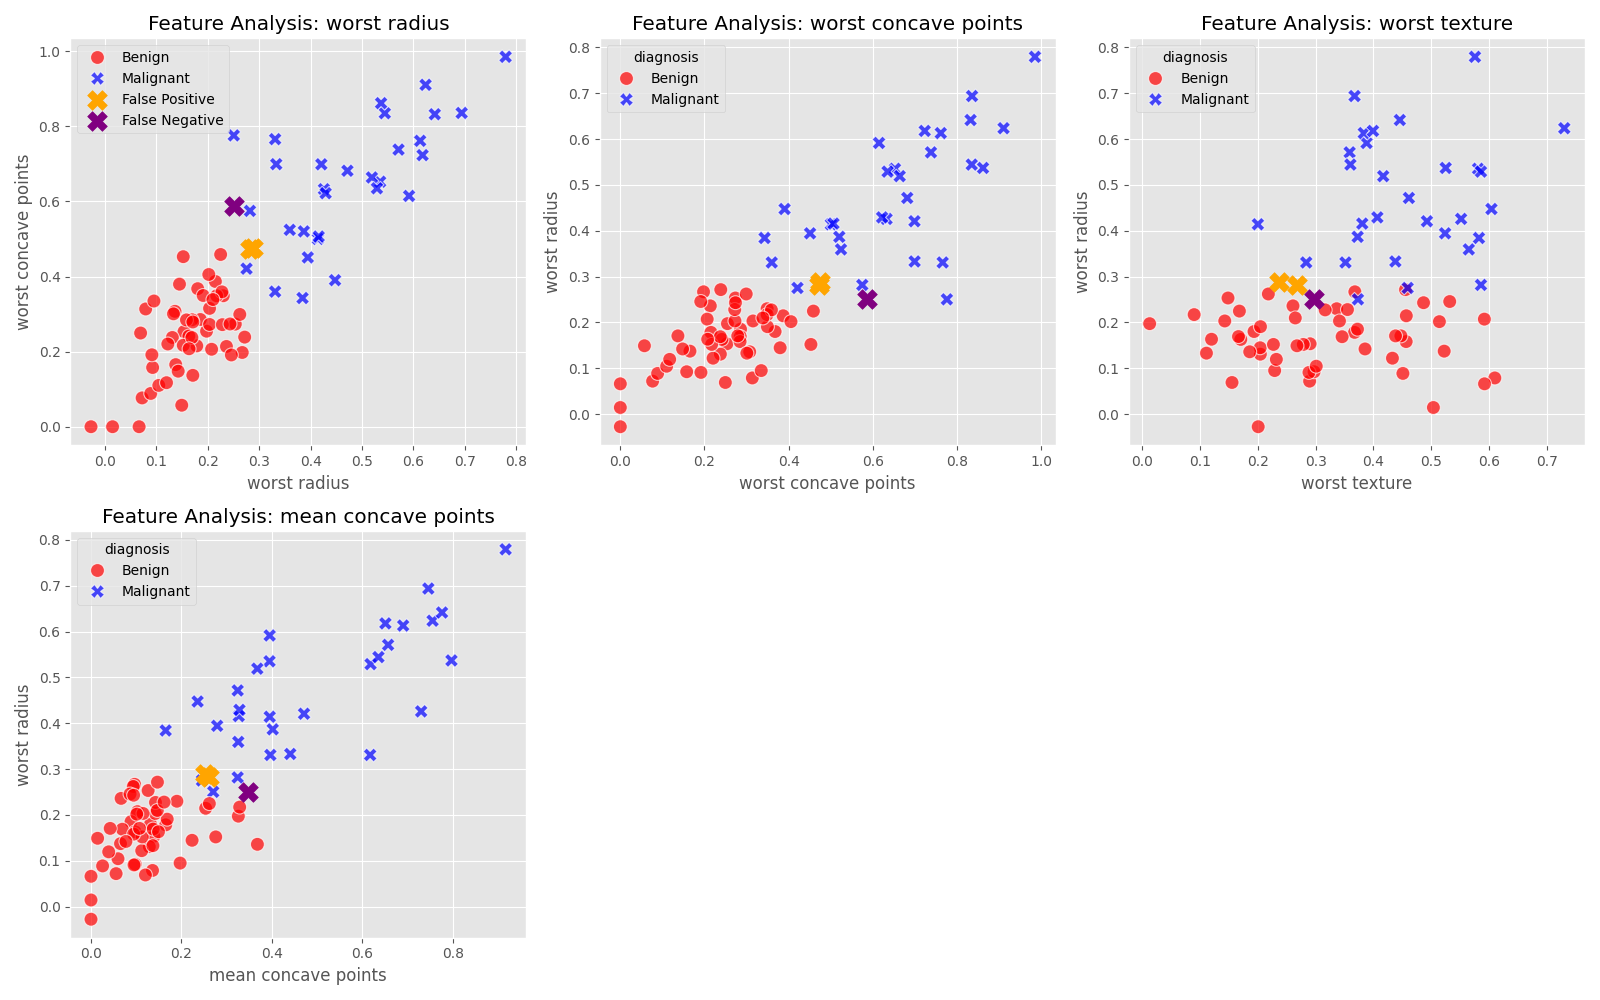 Feature Analysis: worst radius
Benign
Malignant
False Positive
False Negative
worst concave points
1.0
0.8
0.6
0.4
0.2
0.0
0.0 0.1 0.2 0.3 0.4 0.5 0.6 0.7 0.8
worst radius
Feature Analysis: worst concave points
diagnosis
Benign
Malignant
worst radius
0.8
0.7
0.6
0.5
0.4
0.3
0.2
0.1
0.0
0.0 0.2 0.4 0.6 0.8 1.0
worst concave points
Feature Analysis: worst texture
diagnosis
Benign
Malignant
worst radius
0.8
0.7
0.6
0.5
0.4
0.3
0.2
0.1
0.0
0.0 0.1 0.2 0.3 0.4 0.5 0.6 0.7
worst texture
Feature Analysis: mean concave points
diagnosis
Benign
Malignant
worst radius
0.8
0.7
0.6
0.5
0.4
0.3
0.2
0.1
0.0
0.0 0.2 0.4 0.6 0.8
mean concave points